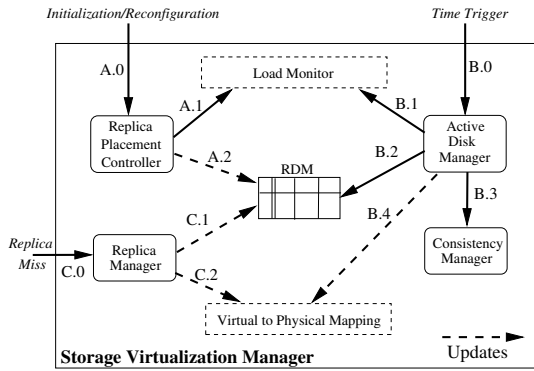 Initialization/Reconfiguration
Time Trigger
A.0
B.0
Load Monitor
A.1
B.1
Replica
Placement
Controller
Active
Disk
Manager
A.2
B.2
RDM
B.3
C.1
B.4
Replica
Miss
C.0
Replica
Manager
Consistency
Manager
C.2
Virtual to Physical Mapping
Storage Virtualization Manager
Updates